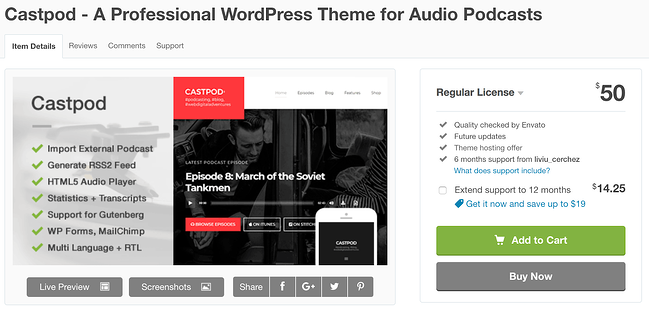 Castpod - A Professional WordPress Theme for Audio Podcasts
Item Details
Reviews
Comments
Support
Castpod
Import External Podcast
Generate RSS2 Feed
HTML5 Audio Player
Statistics + Transcripts
Support for Gutenberg
WP Forms, MailChimp
Multi Language + RTL
CASTPOD
#podcasting, #blog,
#webdigitaladventures
Home
Episodes
Blog
Features
Shop
LATEST PODCAST EPISODE
Episode 8: March of the Soviet
Tankmen
BROWSE EPISODES
ON ITUNES
ON STITCH
CASTPOD
Live Preview
Screenshots
Share
Regular License
$50
Quality checked by Envato
Future updates
Theme hosting offer
6 months support from liviu_cerchez
What does support include?
Extend support to 12 months
$14.25
Get it now and save up to $19
Add to Cart
Buy Now